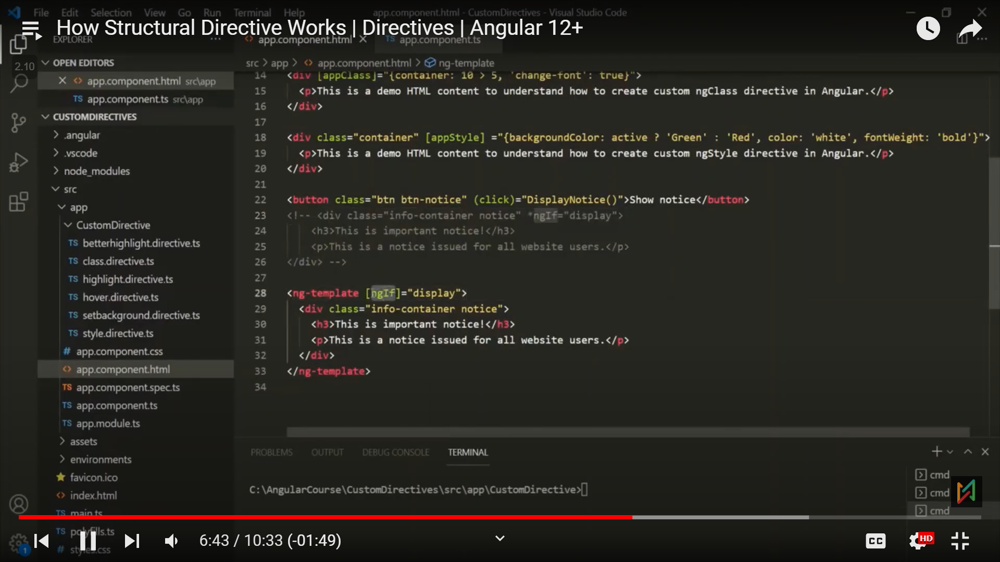 File Edit Selection View Go Run Terminal Help app.component.html - CustomDirectives - Visual Studio Code
How Structural Directive Works | Directives | Angular 12+
EXPLORER ... app.component.html TS app.component.ts
2.10
OPEN EDITORS
app.component.html src\app
TS app.component.ts src\app
CUSTOMDIRECTIVES
.angular
.vscode
node_modules
src
app
CustomDirective
TS betterhighlight.directive.ts
TS class.directive.ts
TS highlight.directive.ts
TS hover.directive.ts
TS setbackground.directive.ts
TS style.directive.ts
# app.component.css
<> app.component.html
TS app.component.spec.ts
TS app.component.ts
TS app.module.ts
assets
environments
favicon.ico
<> index.html
TS main.ts
TS polyfills.ts
# styles.css
1
src > app > <> app.component.html > ng-template
14 <div [appClass]="{container: 10 > 5, 'change-font': true}">
15 <p>This is a demo HTML content to understand how to create custom ngClass directive in Angular.</p>
16 </div>
17
18 <div class="container" [appStyle] ="{backgroundColor: active ? 'Green' : 'Red', color: 'white', fontWeight: 'bold'}">
19 <p>This is a demo HTML content to understand how to create custom ngStyle directive in Angular.</p>
20 </div>
21
22 <button class="btn btn-notice" (click)="DisplayNotice()">Show notice</button>
23 <!-- <div class="info-container notice" *ngIf="display">
24 <h3>This is important notice!</h3>
25 <p>This is a notice issued for all website users.</p>
26 </div> -->
27
28 <ng-template [ngIf]="display">
29 <div class="info-container notice">
30 <h3>This is important notice!</h3>
31 <p>This is a notice issued for all website users.</p>
32 </div>
33 </ng-template>
34
PROBLEMS OUTPUT DEBUG CONSOLE TERMINAL
C:\AngularCourse\CustomDirectives\src\app\CustomDirective>
cmd
cmd
cmd
6:43 / 10:33 (-01:49)
CC HD